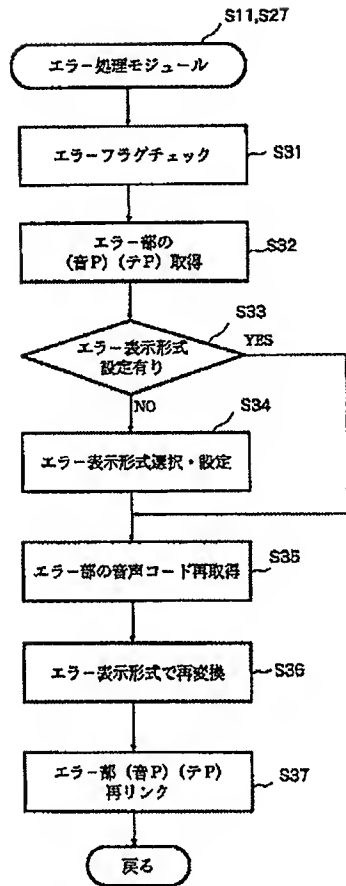 S11,S27
エラー処理モジュール
エラーフラグチェック
S31
エラー部の
(音P)(テP)取得
S32
S33
エラー表示形式
設定有り
YES
NO
S34
エラー表示形式選択・設定
エラー部の音声コード再取得
S35
エラー表示形式で再変換
S36
エラー部(音P)(テP)
再リンク
S37
戻る